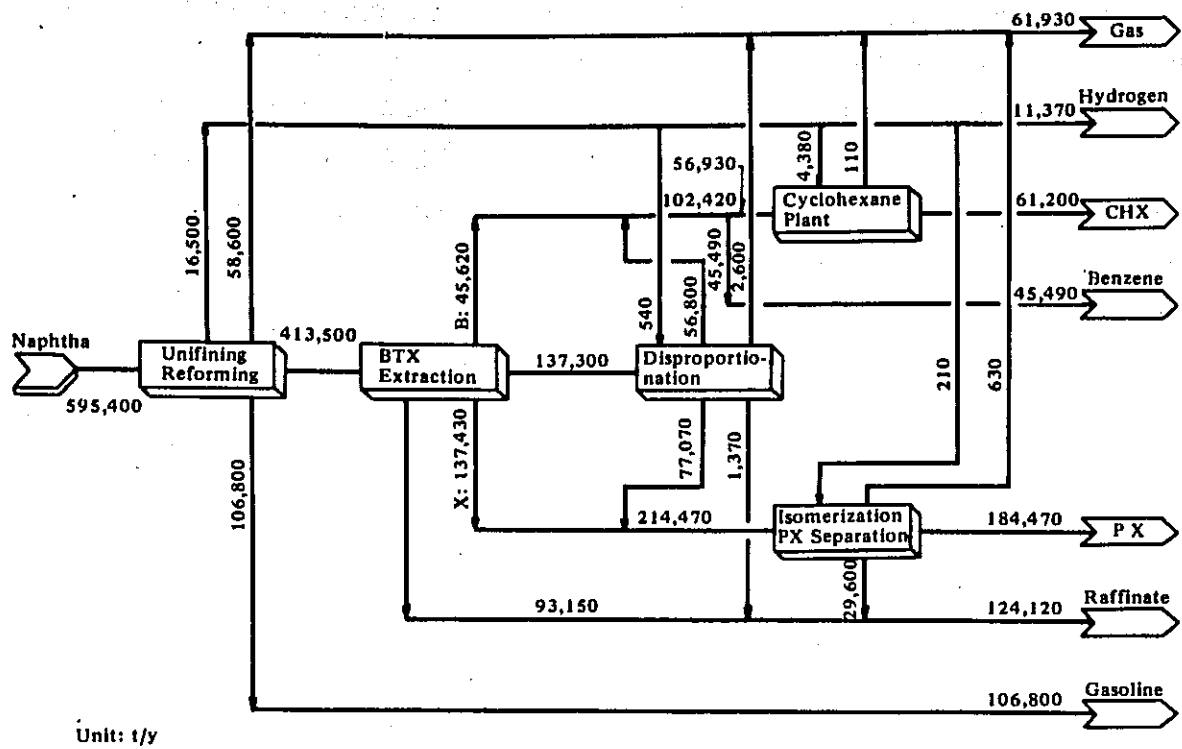 61,930
Gas
Hydrogen
11,370
56,930
102,420
4,380
110
Cyclohexane
Plant
61,200
CHX
16,500
58,600
B: 45,620
45,490
2,600
Benzene
45,490
540
56,800
Naphtha
595,400
Unifining
Reforming
413,500
BTX
Extraction
137,300
Disproportio-
nation
210
630
106,800
X: 137,430
77,070
1,370
214,470
Isomerization
PX Separation
184,470
P X
29,600
93,150
Raffinate
124,120
Gasoline
106,800
Unit: t/y